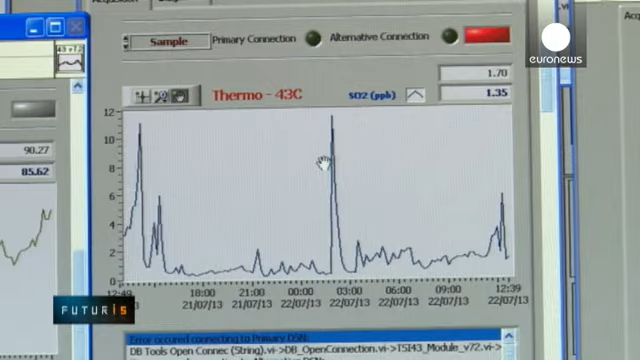 Sample
Primary Connection
Alternative Connection
euronews
1.70
Thermo - 43C
SO2 (ppb)
1.35
90.27
85.62
12
10
8
6
4
2
0
12:49
18:00
21:00
00:00
03:00
06:00
09:00
12:39
21/07/13
21/07/13
22/07/13
22/07/13
22/07/13
22/07/13
22/07/13
FUTURIS
Error occured connecting to Primary DSN:
DB Tools Open Connec (String).vi->DB_OpenConnection.vi->TSI43_Module_v72.vi->